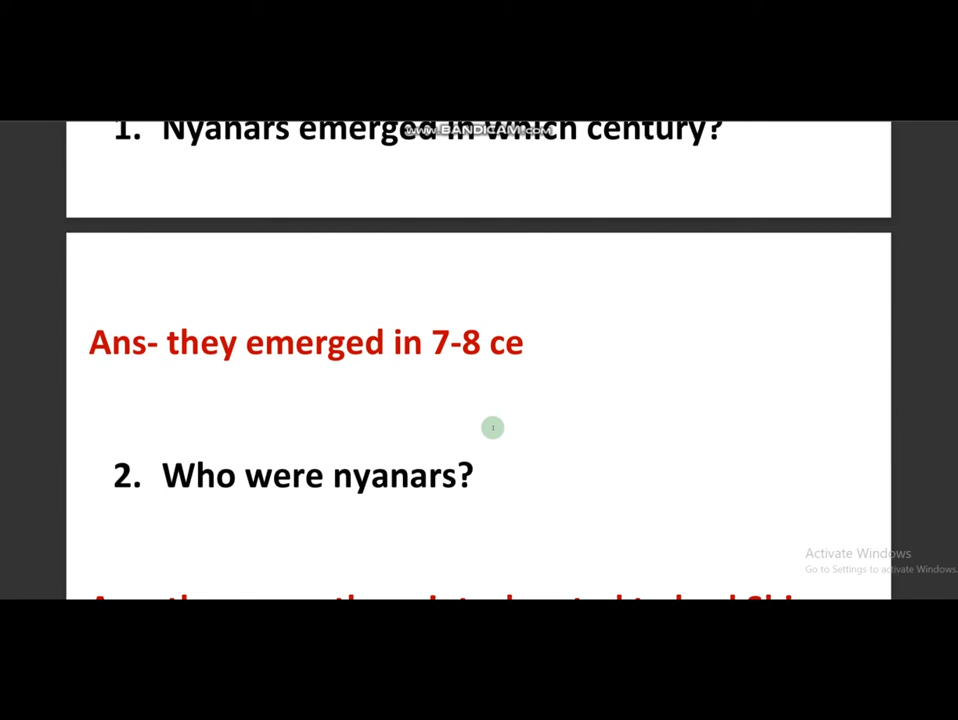 1. Nyanars emerged in which century?
www.BANDICAM.com
Ans- they emerged in 7-8 ce
2. Who were nyanars?
Activate Windows
Go to Settings to activate Windows.